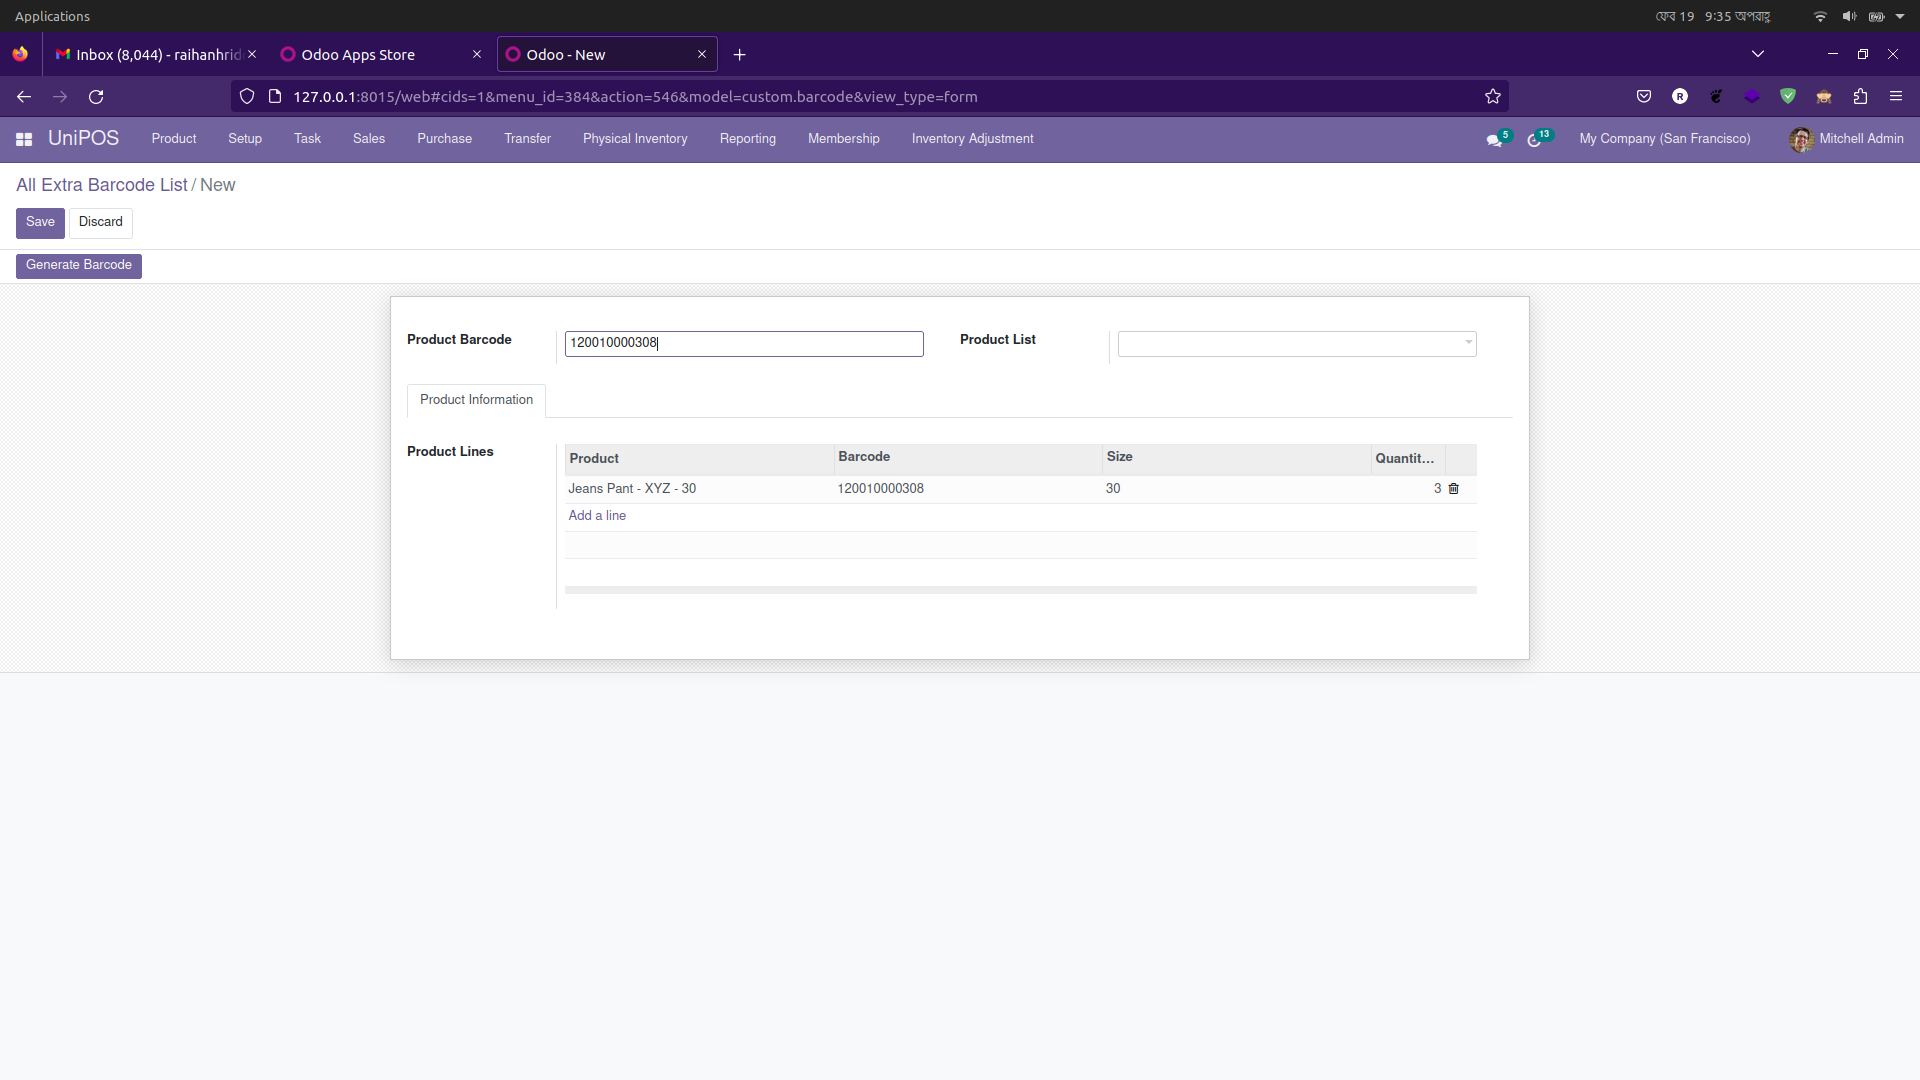 Applications
ফেব 19 9:35 অপরাহ্ণ
Inbox (8,044) - raihanhrid
Odoo Apps Store
Odoo - New
127.0.0.1:8015/web#cids=1&menu_id=384&action=546&model=custom.barcode&view_type=form
R
UniPOS Product Setup Task Sales Purchase Transfer Physical Inventory Reporting Membership Inventory Adjustment 5 13 My Company (San Francisco) Mitchell Admin
All Extra Barcode List / New
Save Discard
Generate Barcode
Product Barcode 120010000308 Product List
Product Information
Product Lines
Product Barcode Size Quantit...
Jeans Pant - XYZ - 30 120010000308 30 3
Add a line